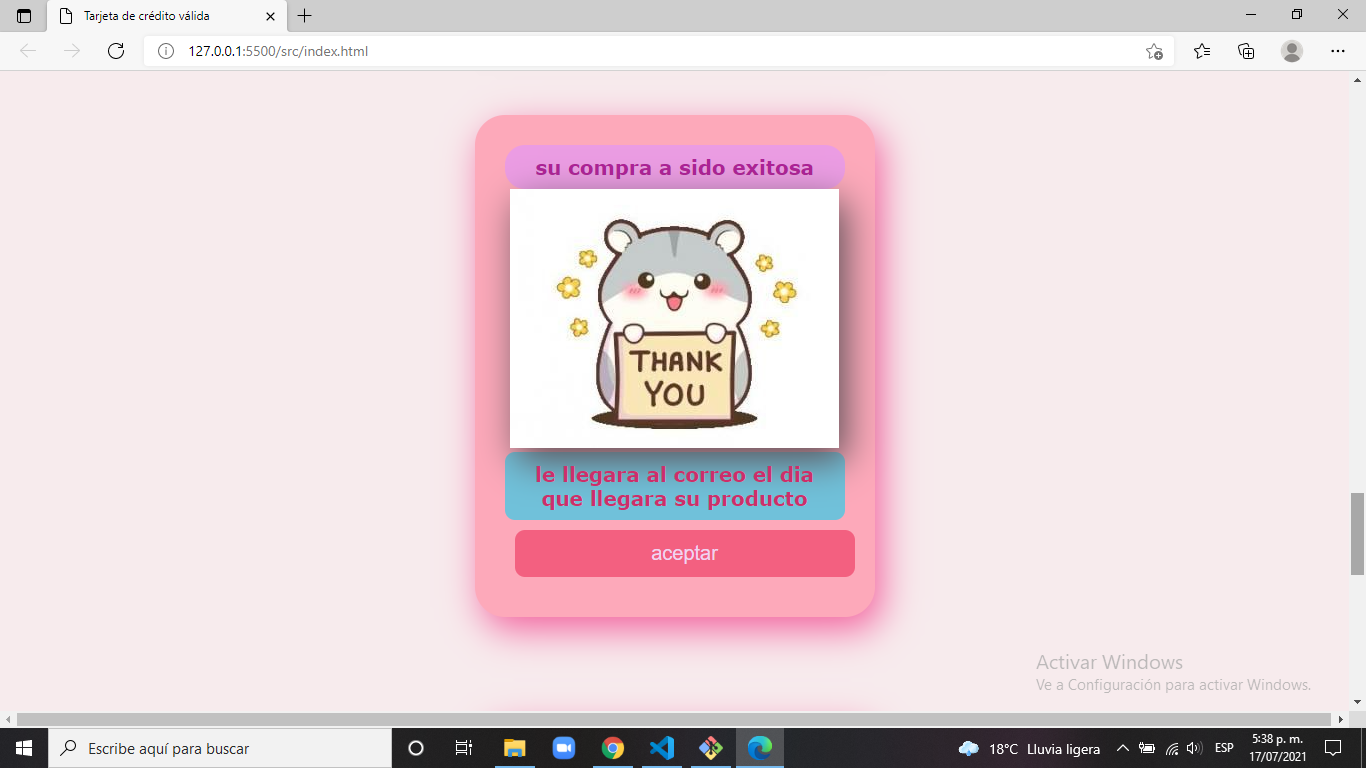 Tarjeta de crédito válida
127.0.0.1:5500/src/index.html
su compra a sido exitosa
THANK
YOU
le llegara al correo el dia
que llegara su producto
aceptar
Activar Windows
Ve a Configuración para activar Windows.
Escribe aquí para buscar
18°C Lluvia ligera
ESP
5:38 p. m.
17/07/2021